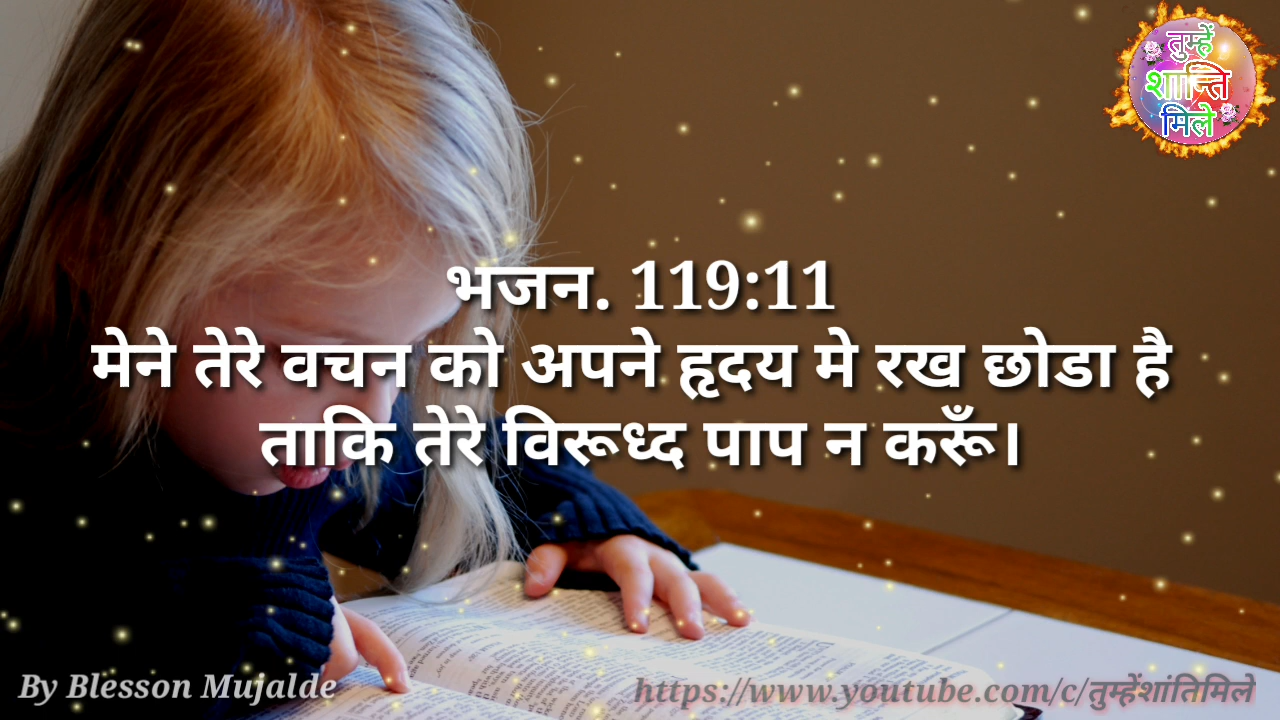 तुम्हें
शान्ति
मिले
भजन. 119:11
मेने तेरे वचन को अपने हृदय मे रख छोडा है
ताकि तेरे विरूध्द पाप न करूँ।
By Blesson Mujalde
https://www.youtube.com/c/तुम्हेंशांतिमिले